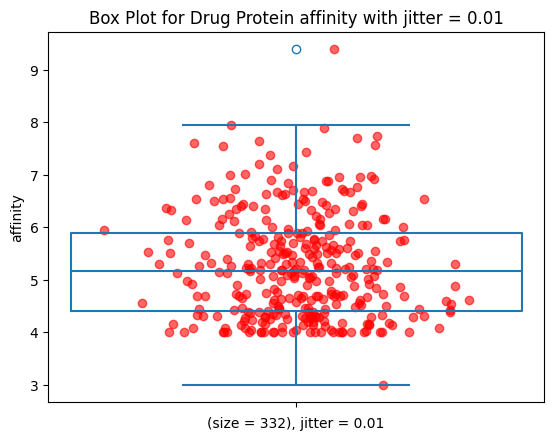 Box Plot for Drug Protein affinity with jitter = 0.01
9
8
7
6
5
4
3
affinity
(size = 332), jitter = 0.01